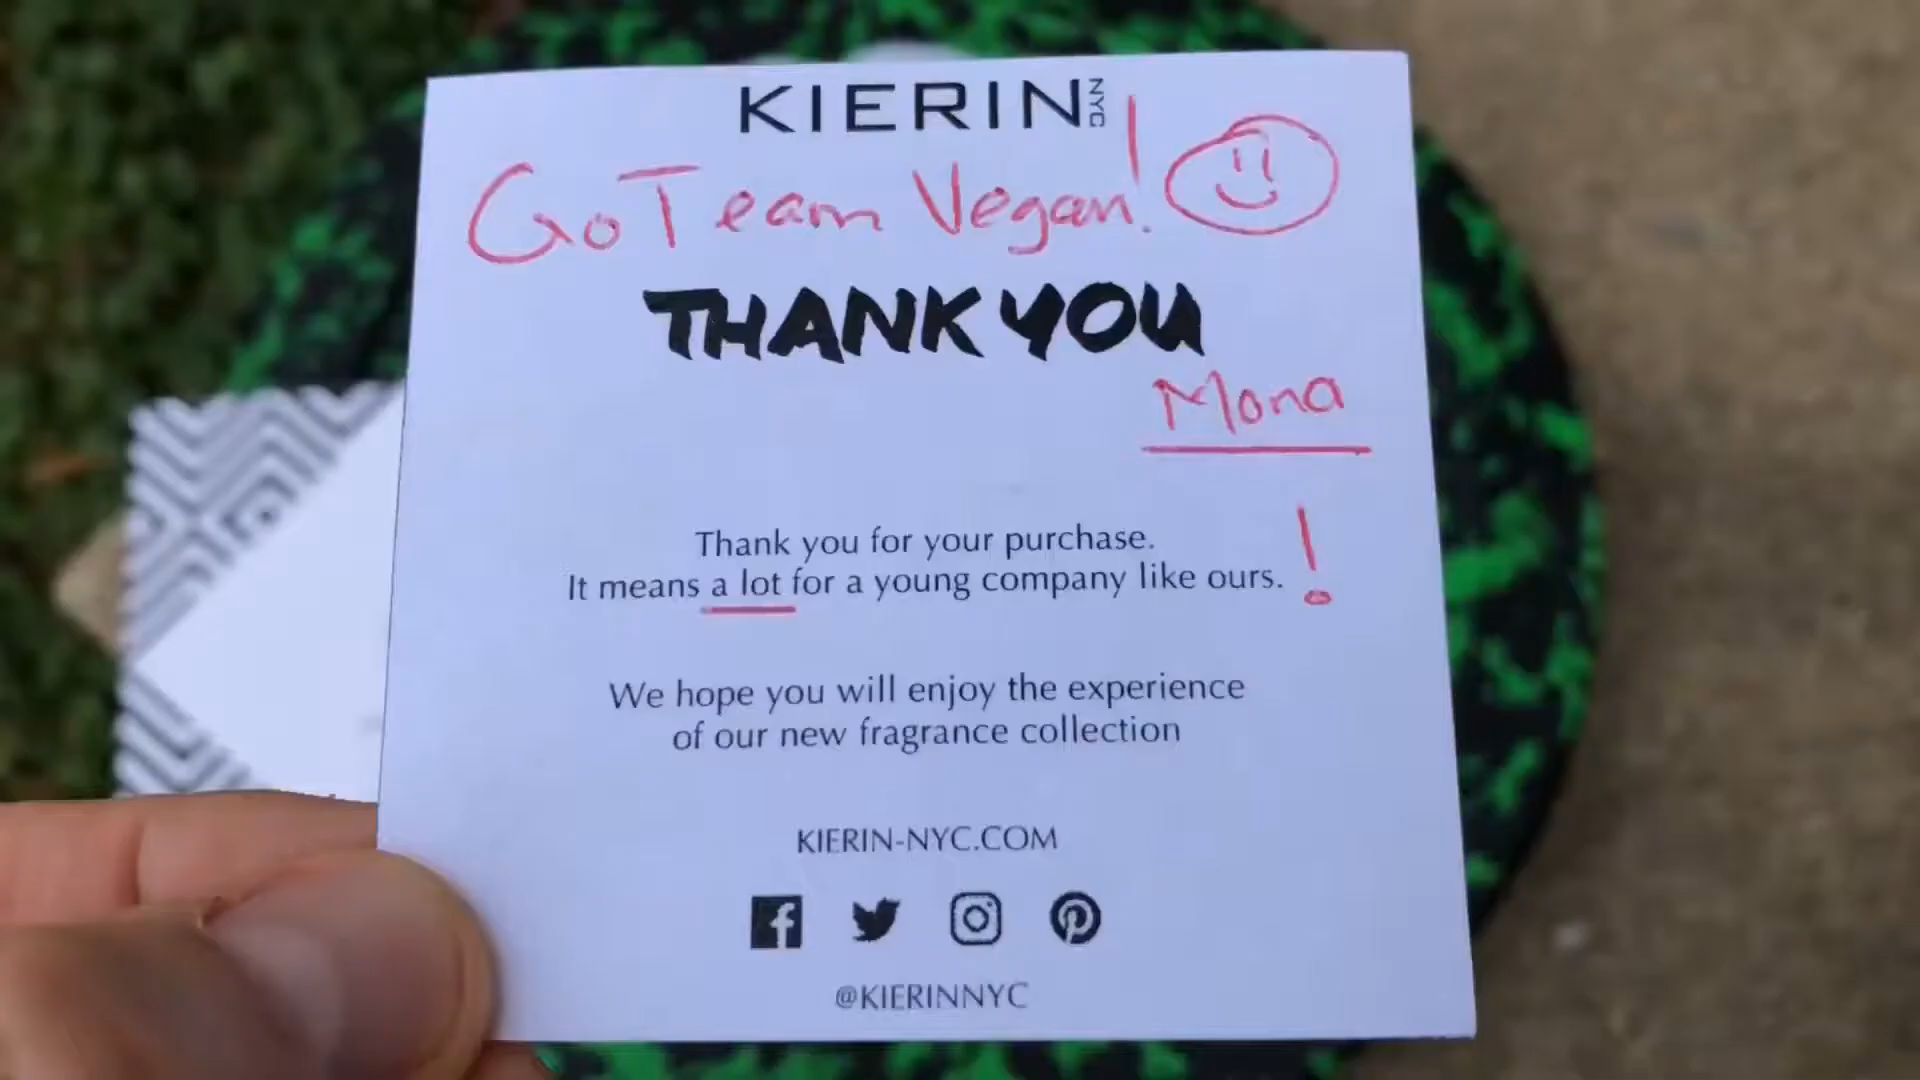 KIERIN NYC
Go Team Vegan!
THANK YOU
Mona
Thank you for your purchase.
It means a lot for a young company like ours. !
We hope you will enjoy the experience
of our new fragrance collection
KIERIN-NYC.COM
@KIERINNYC